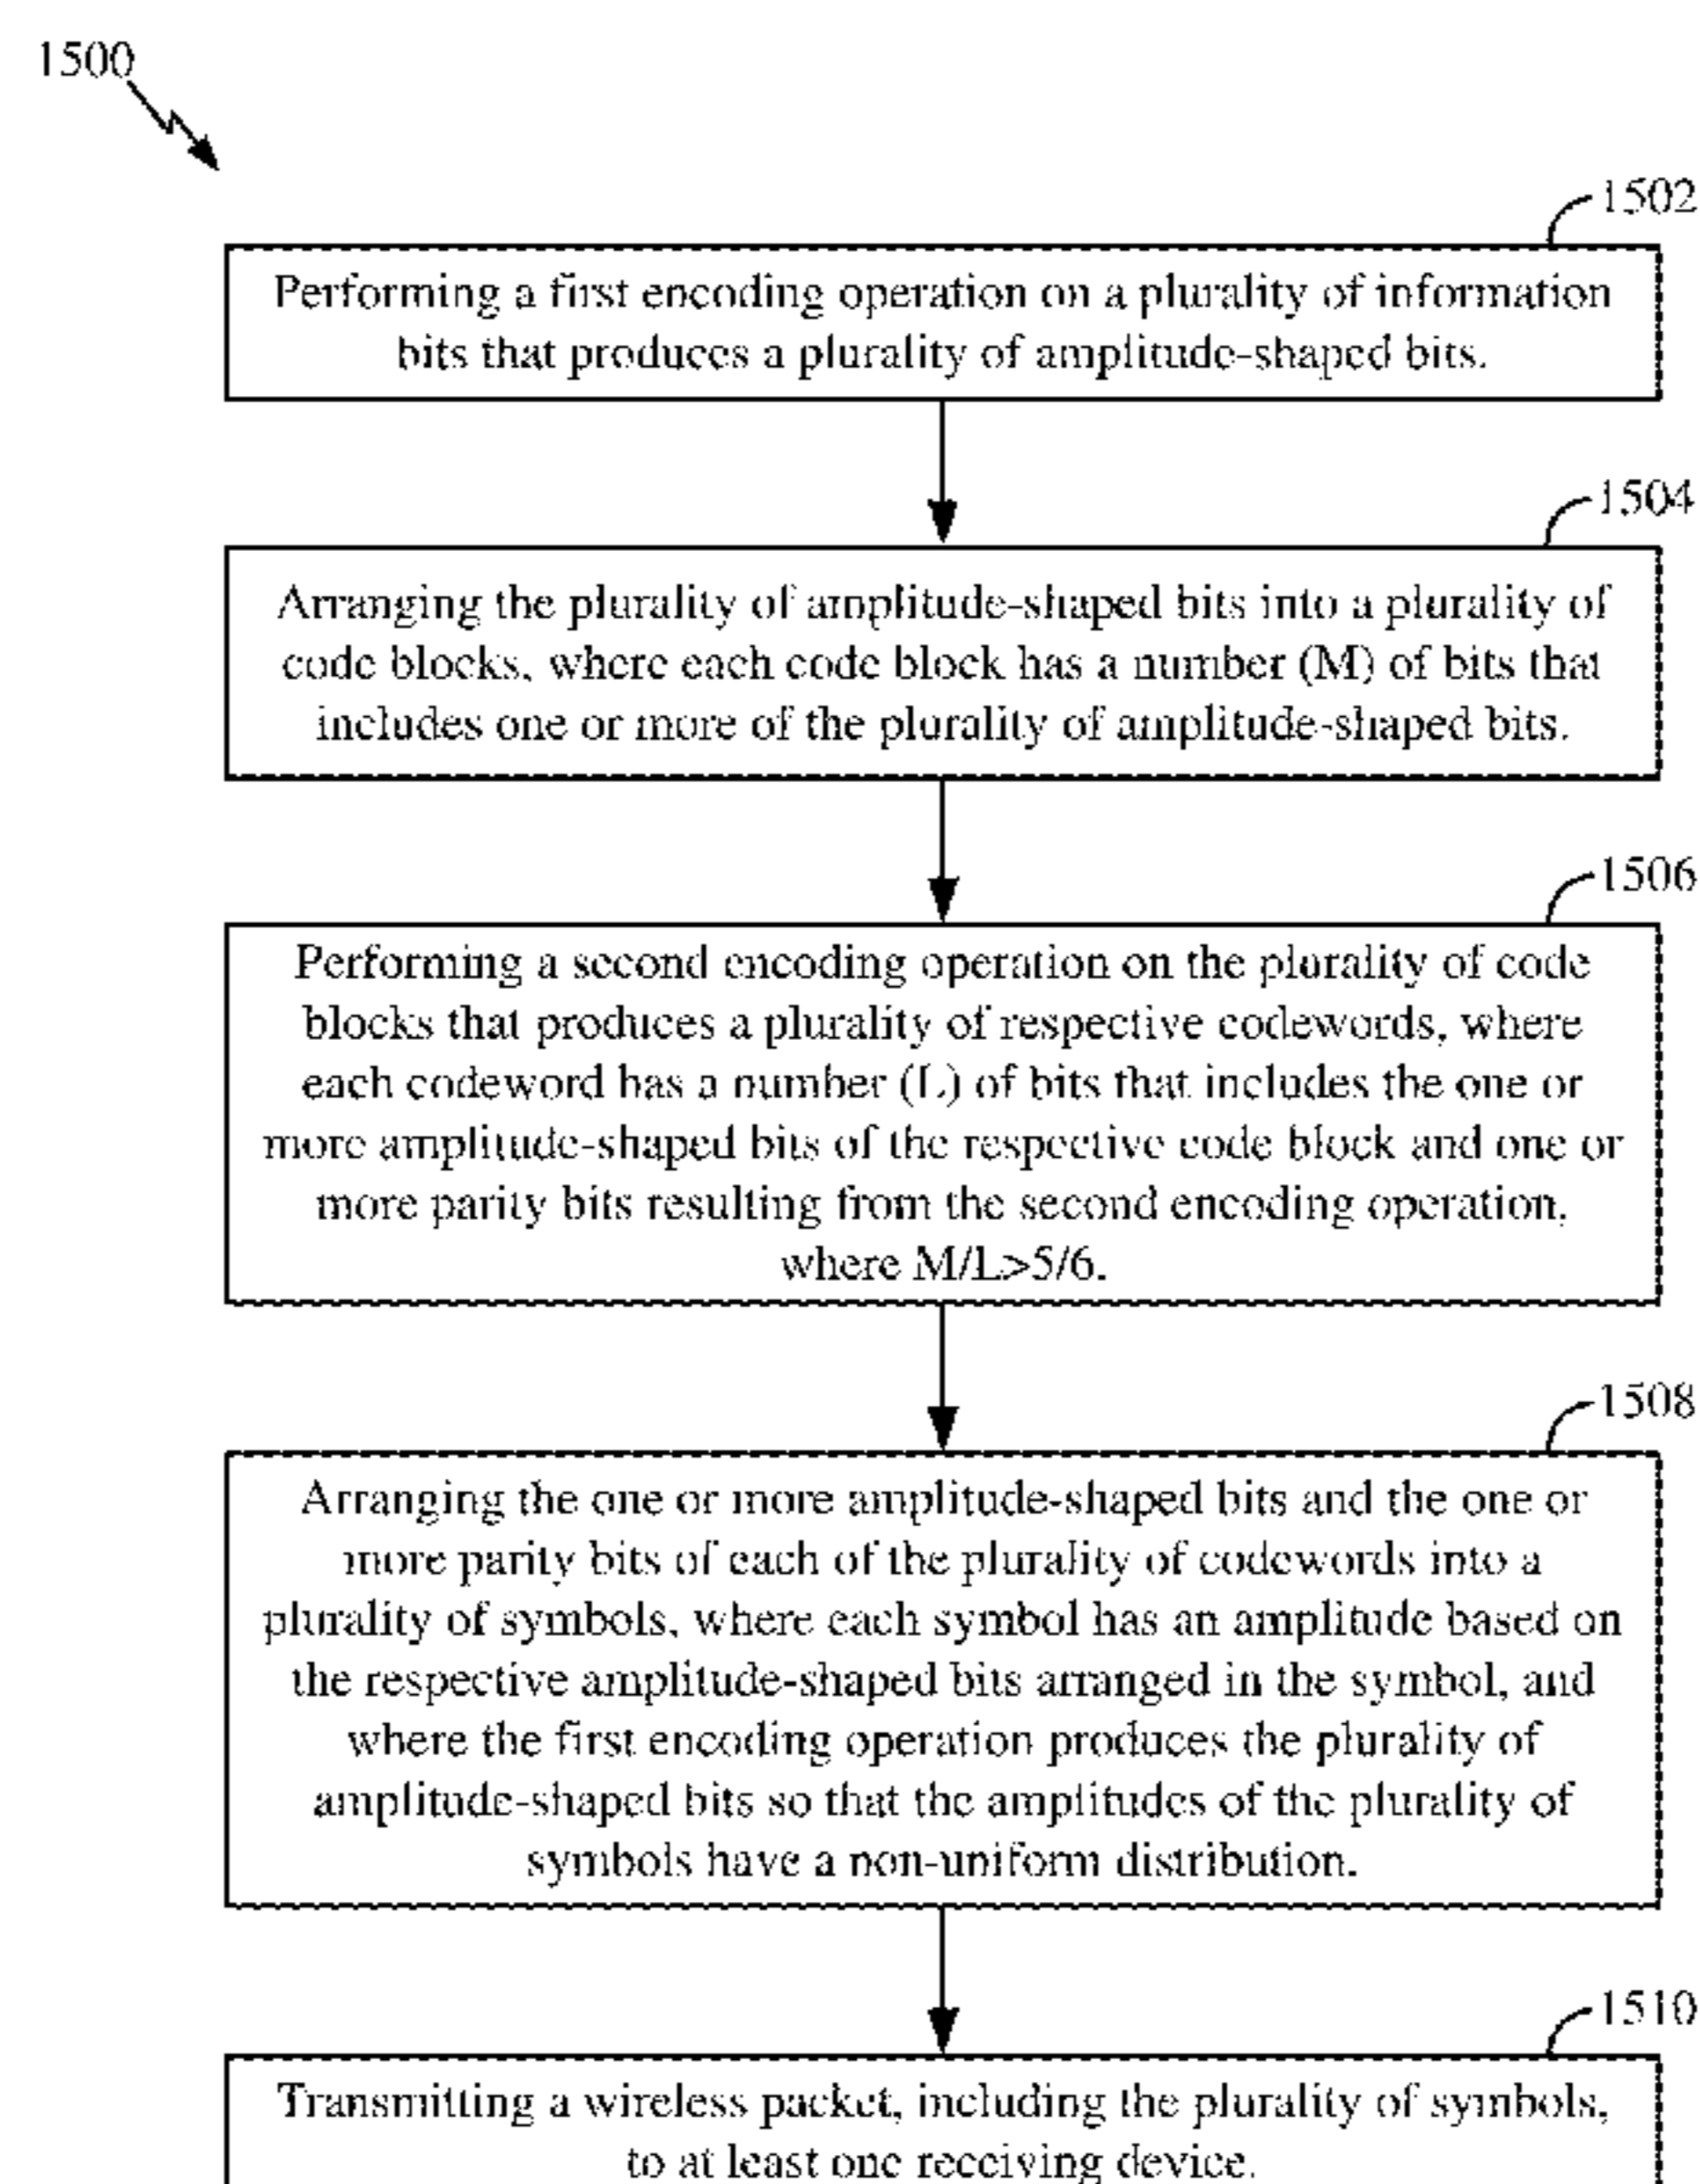 1500
1502
Performing a first encoding operation on a plurality of information
bits that produces a plurality of amplitude-shaped bits.
1504
Arranging the plurality of amplitude-shaped bits into a plurality of
code blocks, where each code block has a number (M) of bits that
includes one or more of the plurality of amplitude-shaped bits.
1506
Performing a second encoding operation on the plurality of code
blocks that produces a plurality of respective codewords, where
each codeword has a number (L) of bits that includes the one or
more amplitude-shaped bits of the respective code block and one or
more parity bits resulting from the second encoding operation,
where M/L>5/6.
1508
Arranging the one or more amplitude-shaped bits and the one or
more parity bits of each of the plurality of codewords into a
plurality of symbols, where each symbol has an amplitude based on
the respective amplitude-shaped bits arranged in the symbol, and
where the first encoding operation produces the plurality of
amplitude-shaped bits so that the amplitudes of the plurality of
symbols have a non-uniform distribution.
1510
Transmitting a wireless packet, including the plurality of symbols,
to at least one receiving device.